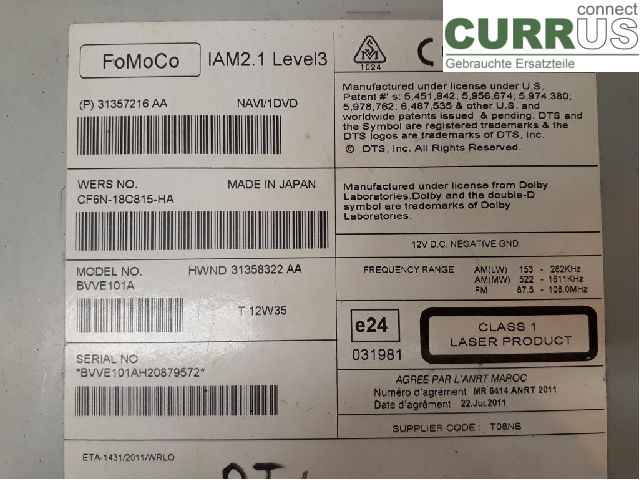 connect
CURRUS
Gebrauchte Ersatzteile
FoMoCo
IAM2.1 Level3
(P) 31357216 AA NAVI/1DVD
WERS NO. MADE IN JAPAN
CF6N-18C815-HA
MODEL NO. HWND 31358322 AA
BVVE101A
T 12W35
SERIAL NO
*BVVE101AH20879572*
ETA-1431/2011/WRLO
1024
Manufactured under license under U.S.
Patent #' s: 5,451,942; 5,956,674; 5,974,380;
5,978,762; 6,487,535 & other U.S. and
worldwide patents issued & pending. DTS and
the Symbol are registered trademarks & the
DTS logos are trademarks of DTS, Inc.
© DTS, Inc. All Rights Reserved.
Manufactured under license from Dolby
Laboratories.Dolby and the double-D
symbol are trademarks of Dolby
Laboratories.
12V D.C. NEGATIVE GND.
FREQUENCY RANGE AM(LW) 153 - 282KHz
AM(MW) 522 - 1611KHz
FM 87.5 - 108.0MHz
e24
031981
CLASS 1
LASER PRODUCT
AGREE PAR L'ANRT MAROC
Numéro d'agrement MR 6414 ANRT 2011
Date d'agrément 22.Jul.2011
SUPPLIER CODE : T08NB